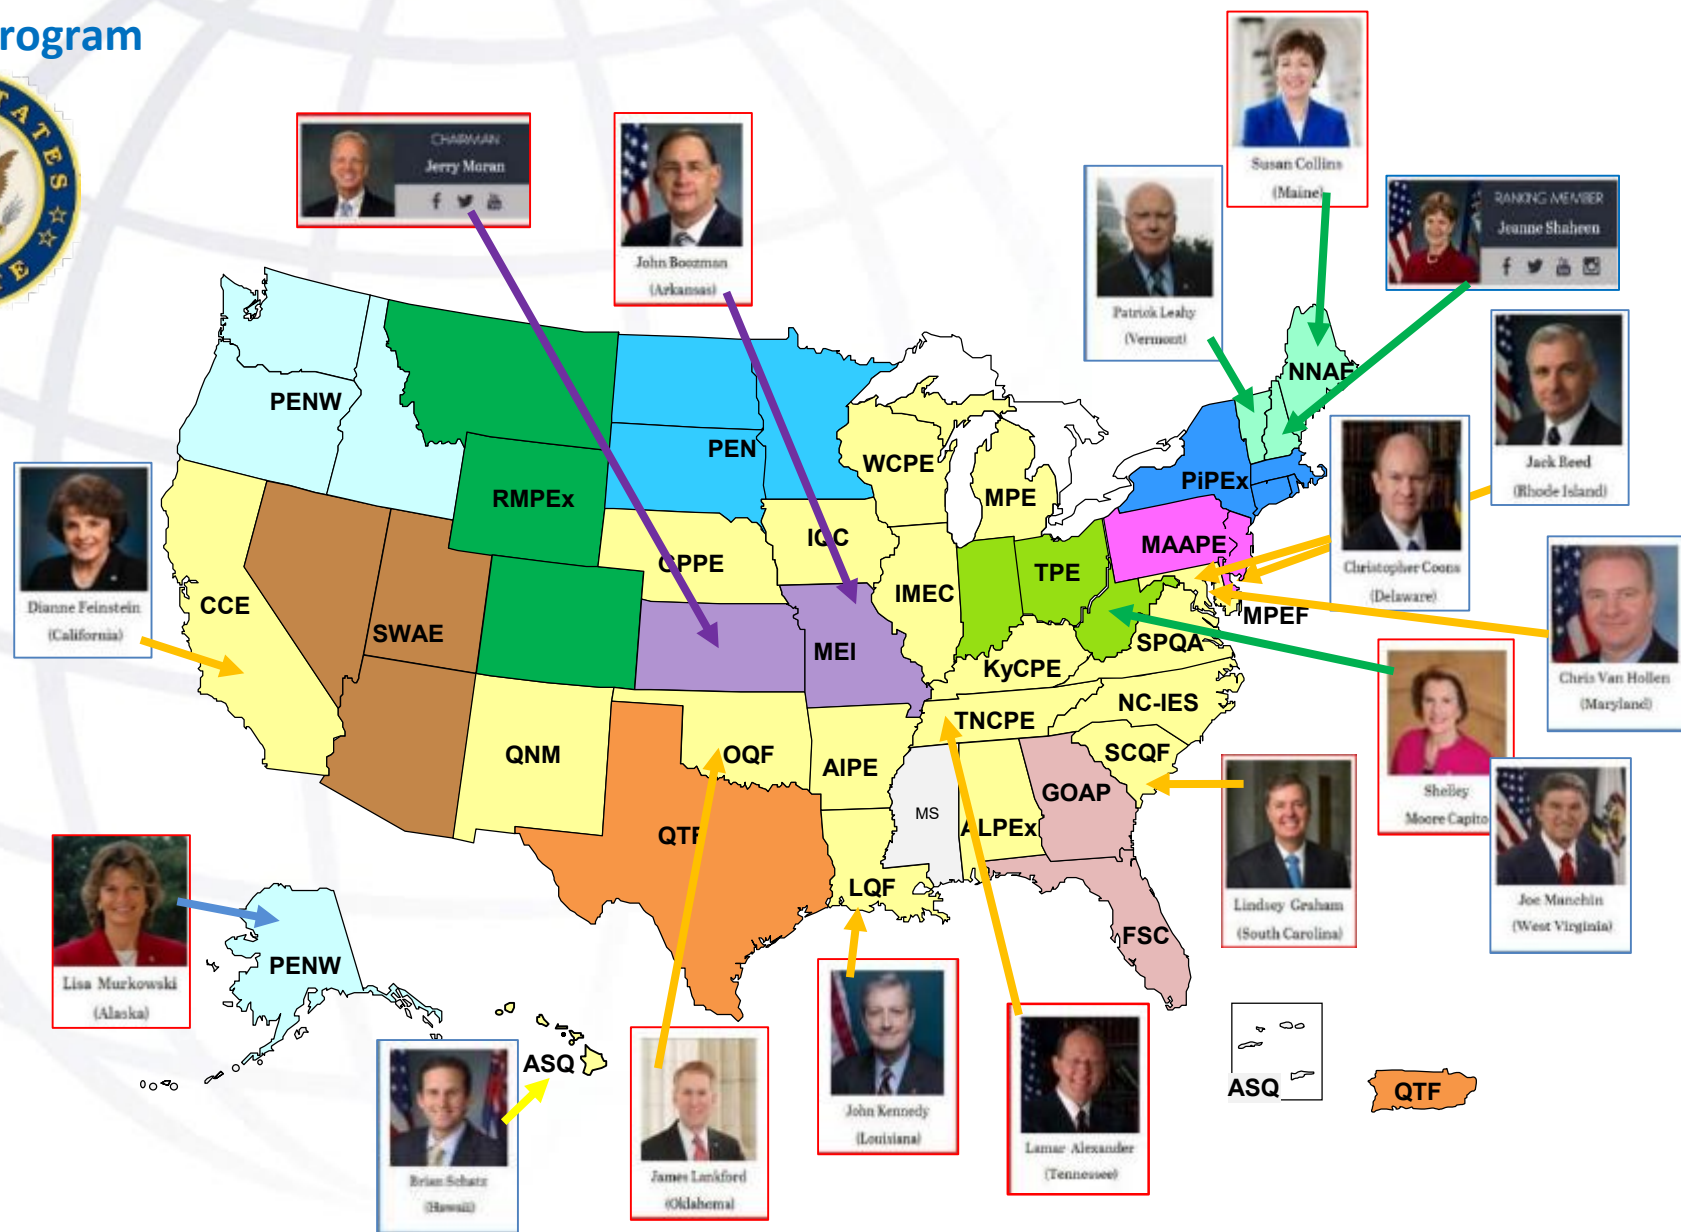 rogram
STATES
E
CHAIRMAN
Jerry Moran
John Boozman
(Arkansas)
Susan Collins
(Maine)
Patrick Leahy
(Vermont)
RANKING MEMBER
Jeanne Shaheen
Jack Reed
(Rhode Island)
Christopher Coons
(Delaware)
Chris Van Hollen
(Maryland)
Dianne Feinstein
(California)
PENW
RMPEx
PEN
WCPE
MPE
NNAE
PiPEx
MAAPE
MPEF
CPPE
IQC
IMEC
TPE
CCE
SWAE
MEI
KyCPE
SPQA
NC-IES
TNCPE
SCQF
QNM
OQF
AIPE
MS
ALPEx
GOAP
QTF
LQF
FSC
Shelley
Moore Capito
Joe Manchin
(West Virginia)
Lindsey Graham
(South Carolina)
Lisa Murkowski
(Alaska)
PENW
ASQ
Brian Schatz
(Hawaii)
James Lankford
(Oklahoma)
John Kennedy
(Louisiana)
Lamar Alexander
(Tennessee)
ASQ
QTF